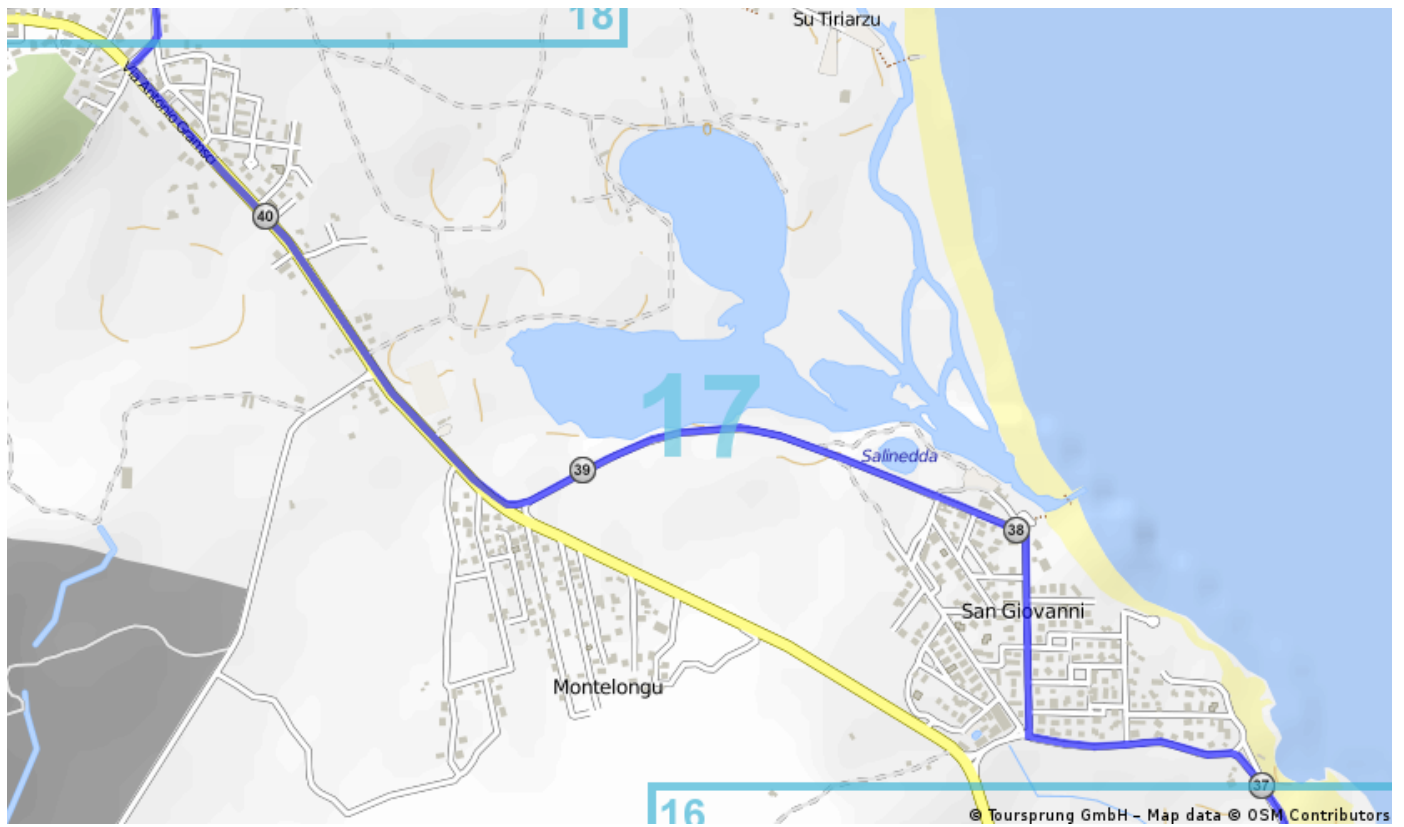 18
Su Tiriarzu
Via Antonio Gramsci
40
17
39
Salinedda
38
San Giovanni
Montelongu
37
16
© Toursprung GmbH – Map data © OSM Contributors